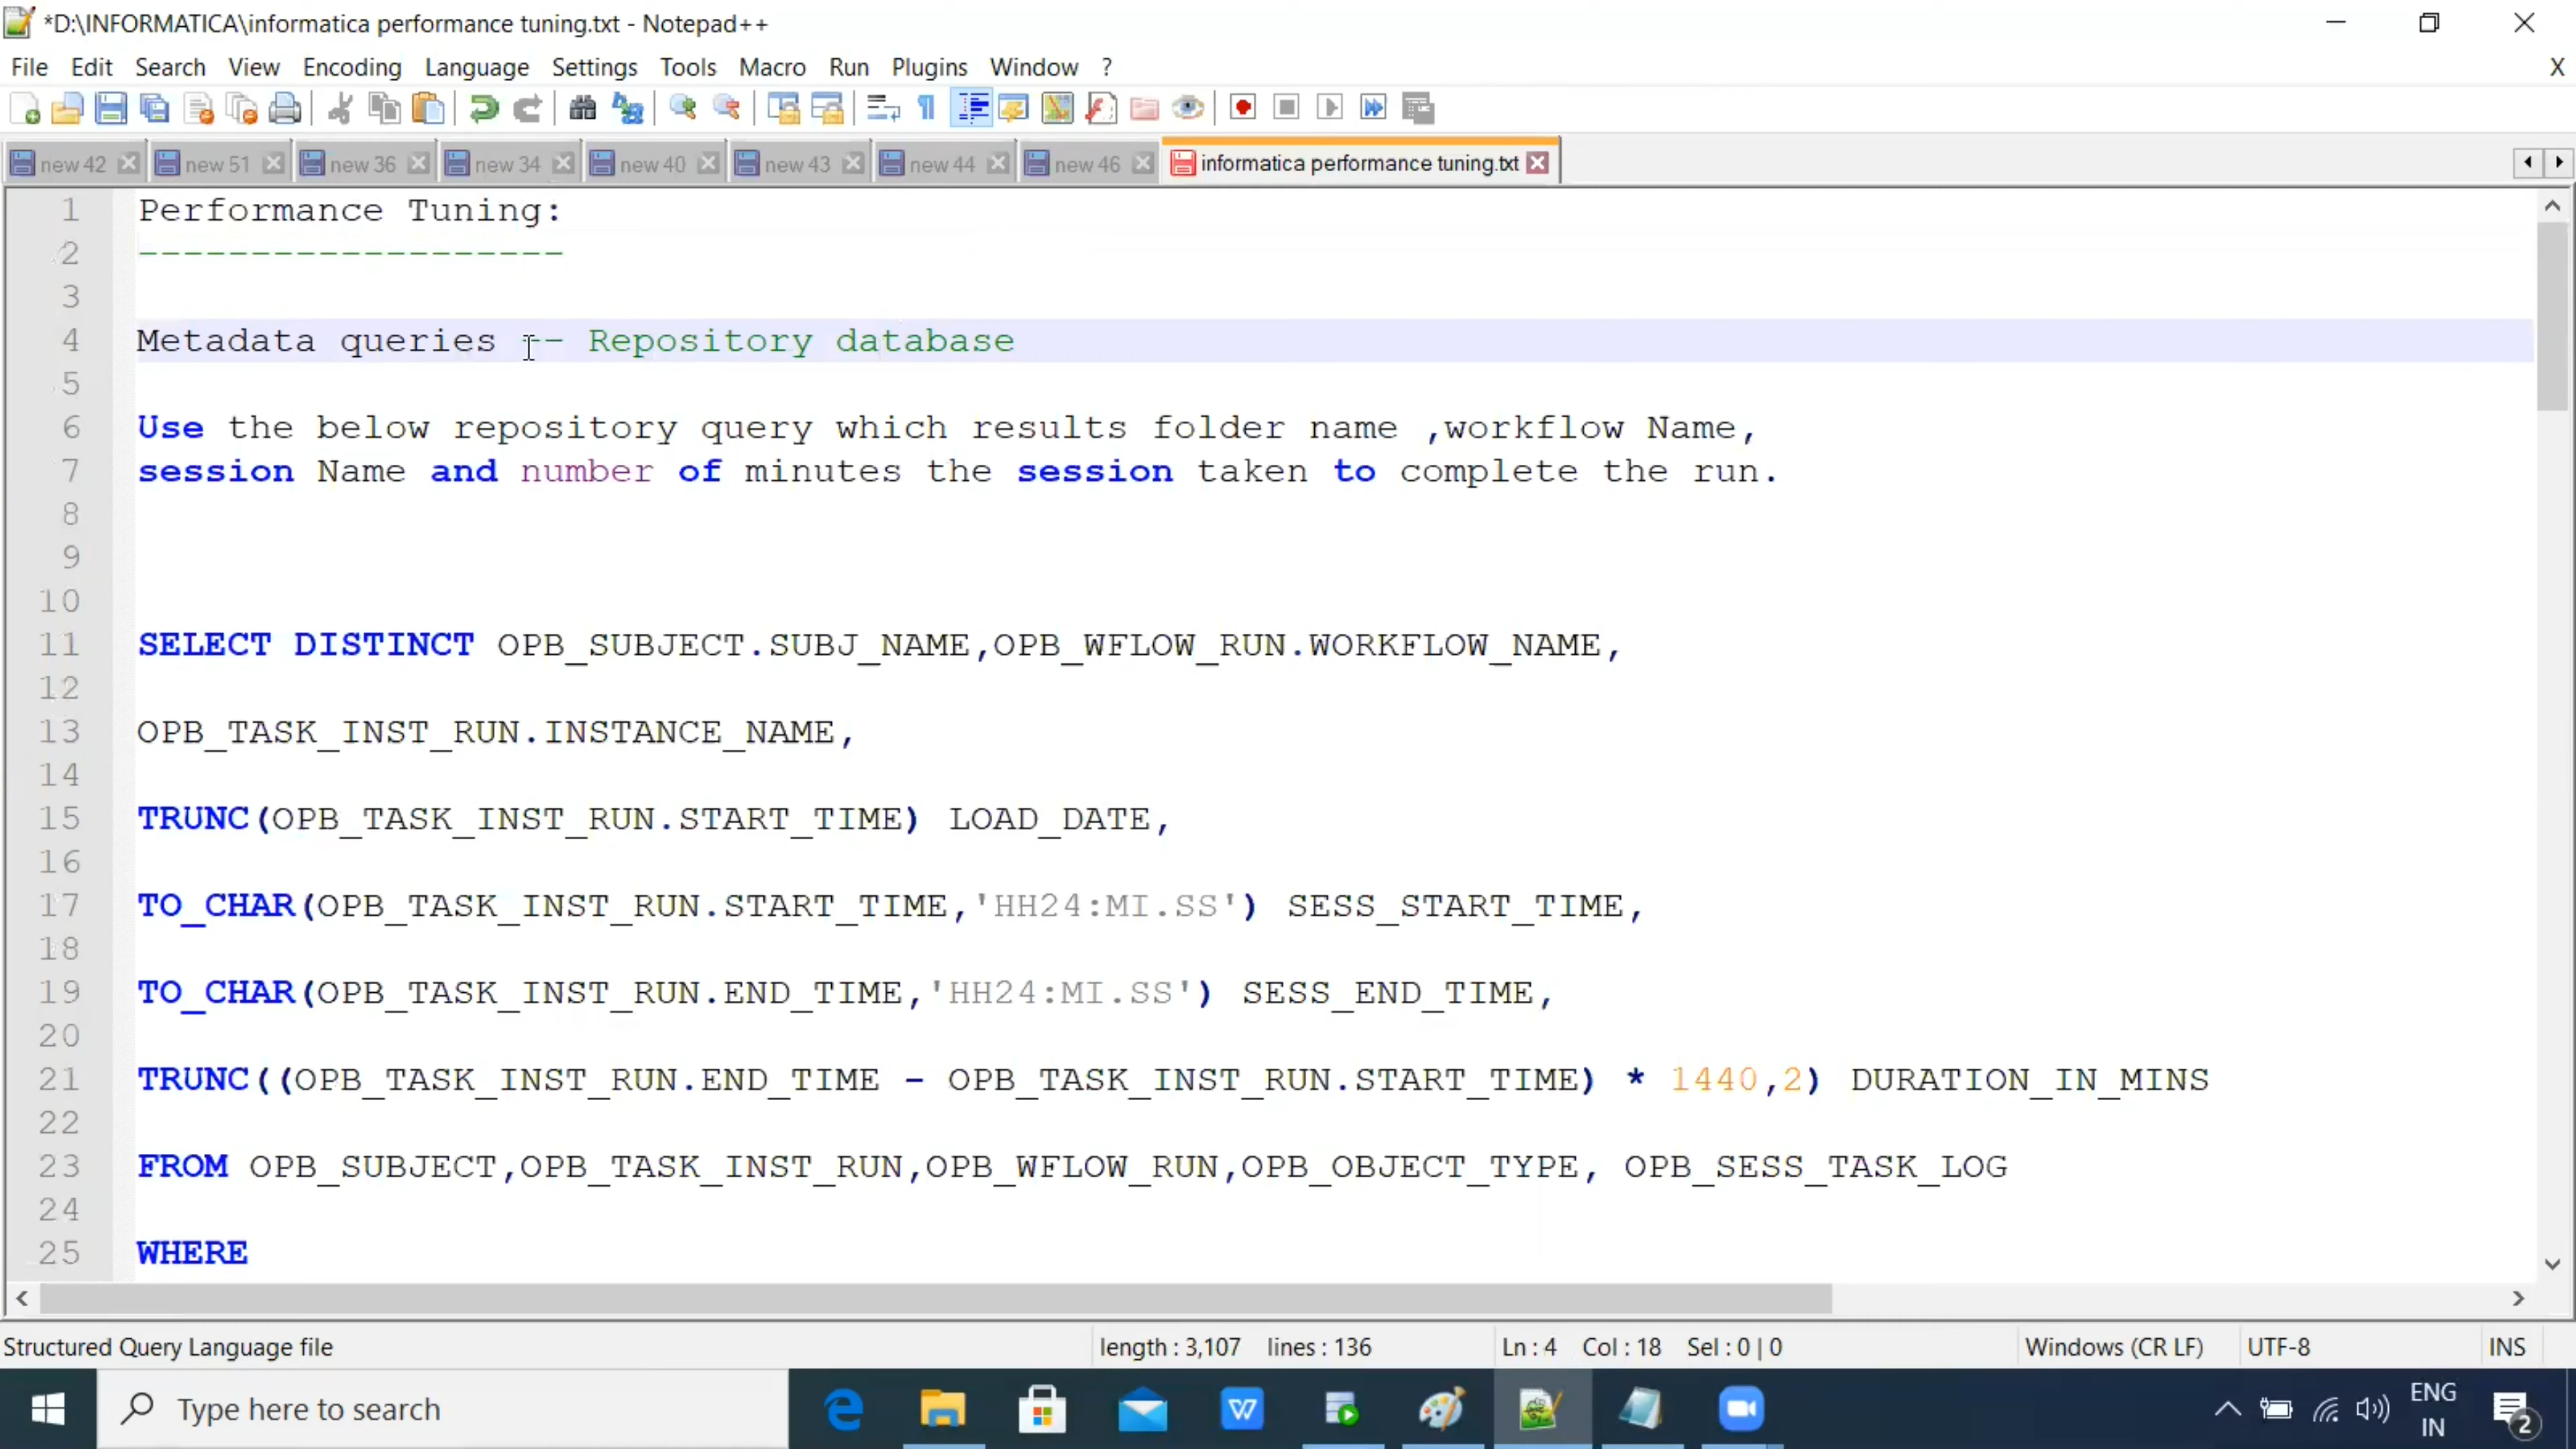 *D:\INFORMATICA\informatica performance tuning.txt - Notepad++
File Edit Search View Encoding Language Settings Tools Macro Run Plugins Window ? X
new 42 new 51 new 36 new 34 new 40 new 43 new 44 new 46 informatica performance tuning.txt
1 Performance Tuning:
2 -------------------
3
4 Metadata queries -- Repository database
5
6 Use the below repository query which results folder name ,workflow Name,
7 session Name and number of minutes the session taken to complete the run.
8
9
10
11 SELECT DISTINCT OPB_SUBJECT.SUBJ_NAME,OPB_WFLOW_RUN.WORKFLOW_NAME,
12
13 OPB_TASK_INST_RUN.INSTANCE_NAME,
14
15 TRUNC(OPB_TASK_INST_RUN.START_TIME) LOAD_DATE,
16
17 TO_CHAR(OPB_TASK_INST_RUN.START_TIME,'HH24:MI.SS') SESS_START_TIME,
18
19 TO_CHAR(OPB_TASK_INST_RUN.END_TIME,'HH24:MI.SS') SESS_END_TIME,
20
21 TRUNC((OPB_TASK_INST_RUN.END_TIME - OPB_TASK_INST_RUN.START_TIME) * 1440,2) DURATION_IN_MINS
22
23 FROM OPB_SUBJECT,OPB_TASK_INST_RUN,OPB_WFLOW_RUN,OPB_OBJECT_TYPE, OPB_SESS_TASK_LOG
24
25 WHERE
Structured Query Language file length : 3,107 lines : 136 Ln : 4 Col : 18 Sel : 0 | 0 Windows (CR LF) UTF-8 INS
Type here to search
ENG
IN
2